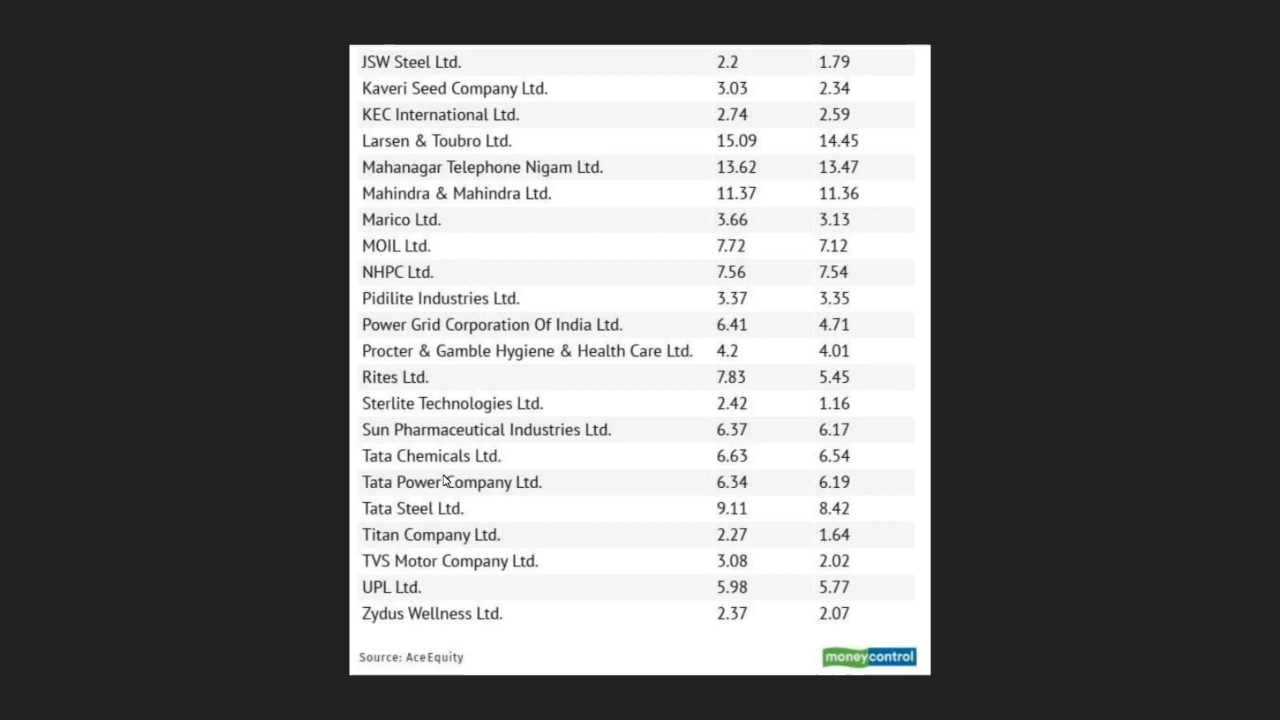 JSW Steel Ltd. 2.2 1.79
Kaveri Seed Company Ltd. 3.03 2.34
KEC International Ltd. 2.74 2.59
Larsen & Toubro Ltd. 15.09 14.45
Mahanagar Telephone Nigam Ltd. 13.62 13.47
Mahindra & Mahindra Ltd. 11.37 11.36
Marico Ltd. 3.66 3.13
MOIL Ltd. 7.72 7.12
NHPC Ltd. 7.56 7.54
Pidilite Industries Ltd. 3.37 3.35
Power Grid Corporation Of India Ltd. 6.41 4.71
Procter & Gamble Hygiene & Health Care Ltd. 4.2 4.01
Rites Ltd. 7.83 5.45
Sterlite Technologies Ltd. 2.42 1.16
Sun Pharmaceutical Industries Ltd. 6.37 6.17
Tata Chemicals Ltd. 6.63 6.54
Tata Power Company Ltd. 6.34 6.19
Tata Steel Ltd. 9.11 8.42
Titan Company Ltd. 2.27 1.64
TVS Motor Company Ltd. 3.08 2.02
UPL Ltd. 5.98 5.77
Zydus Wellness Ltd. 2.37 2.07
Source: AceEquity moneycontrol